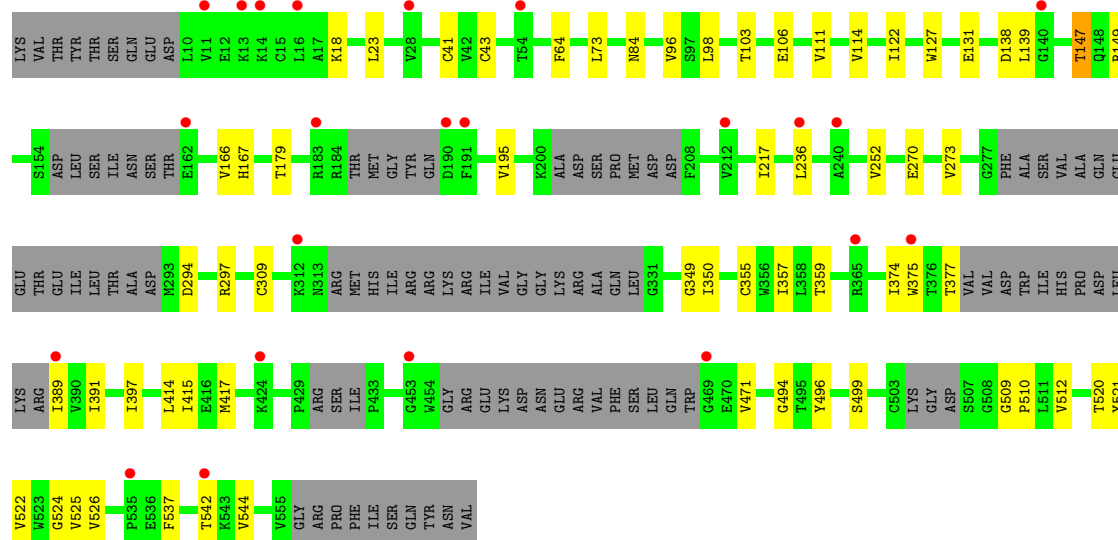 LYS VAL THR TYR THR SER GLN GLU ASP L10 V11 E12 K13 K14 C15 L16 A17 K18 L23 V28 C41 V42 C43 T54 F64 L73 N84 V96 S97 L98 T103 E106 V111 V114 I122 W127 E131 D138 L139 G140 T147 Q148 R149
S154 ASP LEU SER ILE ASN SER THR E162 V166 H167 T179 R183 R184 THR MET GLY TYR GLN D190 F191 V195 K200 ALA ASP SER PRO MET ASP ASP F208 V212 I217 L236 A240 V252 E270 V273 G277 PHE ALA SER VAL ALA GLN GLU
GLU THR GLU ILE LEU THR ALA ASP M293 D294 R297 C309 K312 N313 ARG MET HIS ILE ARG ARG LYS ARG ILE VAL GLY GLY LYS ARG ALA GLN LEU G331 G349 I350 C355 W356 I357 L358 T359 R365 I374 W375 T376 T377 VAL VAL ASP TRP ILE HIS PRO ASP LEU
LYS ARG I389 V390 I391 I397 L414 I415 E416 M417 K424 P429 ARG SER ILE P433 G453 W454 GLY ARG GLU LYS ASP ASN GLU ARG VAL PHE SER LEU GLN TRP G469 E470 V471 G494 T495 Y496 S499 C503 LYS GLY ASP S507 G508 G509 P510 L511 V512 T520 Y521
V522 W523 G524 V525 V526 P535 E536 F537 T542 K543 V544 V555 GLY ARG PRO PHE ILE SER GLN TYR ASN VAL